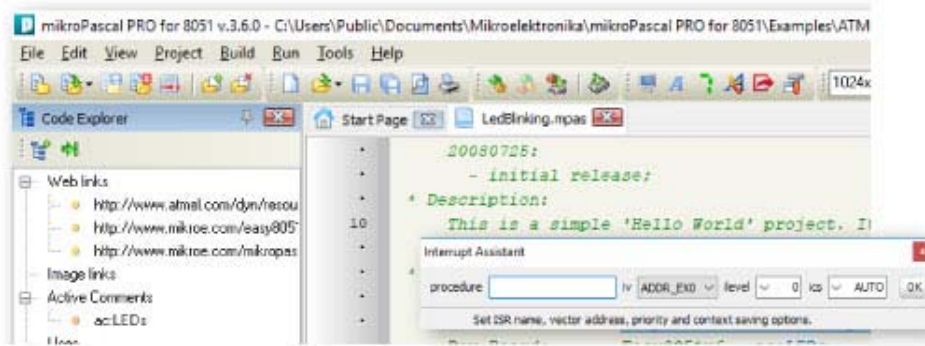 mikroPascal PRO for 8051 v.3.6.0 - C:\Users\Public\Documents\Mikroelektronika\mikroPascal PRO for 8051\Examples\ATM
File Edit View Project Build Run Tools Help
1024x
Code Explorer
Start Page LedBlinking.mpas
Web links
http://www.atmel.com/dyn/resou
http://www.mikroe.com/easy805
http://www.mikroe.com/mikropas
Image links
Active Comments
ac:LEDs
20080725:
- initial release;
* Description:
10 This is a simple 'Hello World' project. I
*
Interrupt Assistant
procedure iv ADDR_EX0 level 0 ics AUTO OK
Set ISR name, vector address, priority and context saving options.